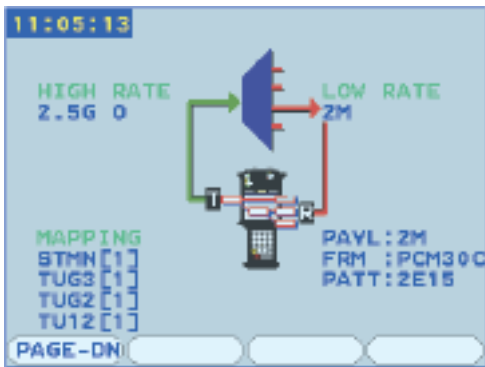 11:05:13
HIGH RATE
2.5G O
LOW RATE
2M
T
R
MAPPING
STMN[1]
TUG3[1]
TUG2[1]
TU12[1]
PAYL:2M
FRM :PCM30C
PATT:2E15
PAGE-DN